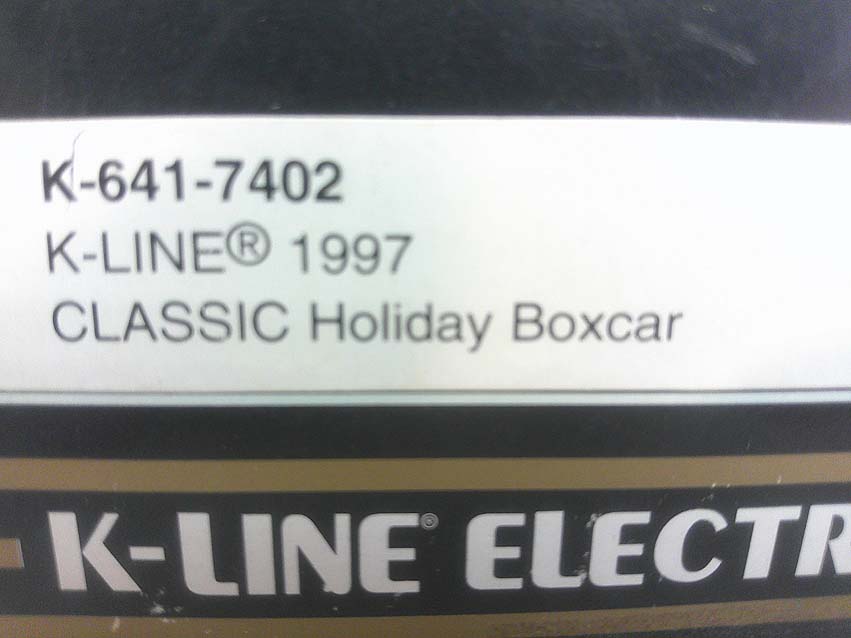 K-641-7402
K-LINE® 1997
CLASSIC Holiday Boxcar
K-LINE® ELECTR